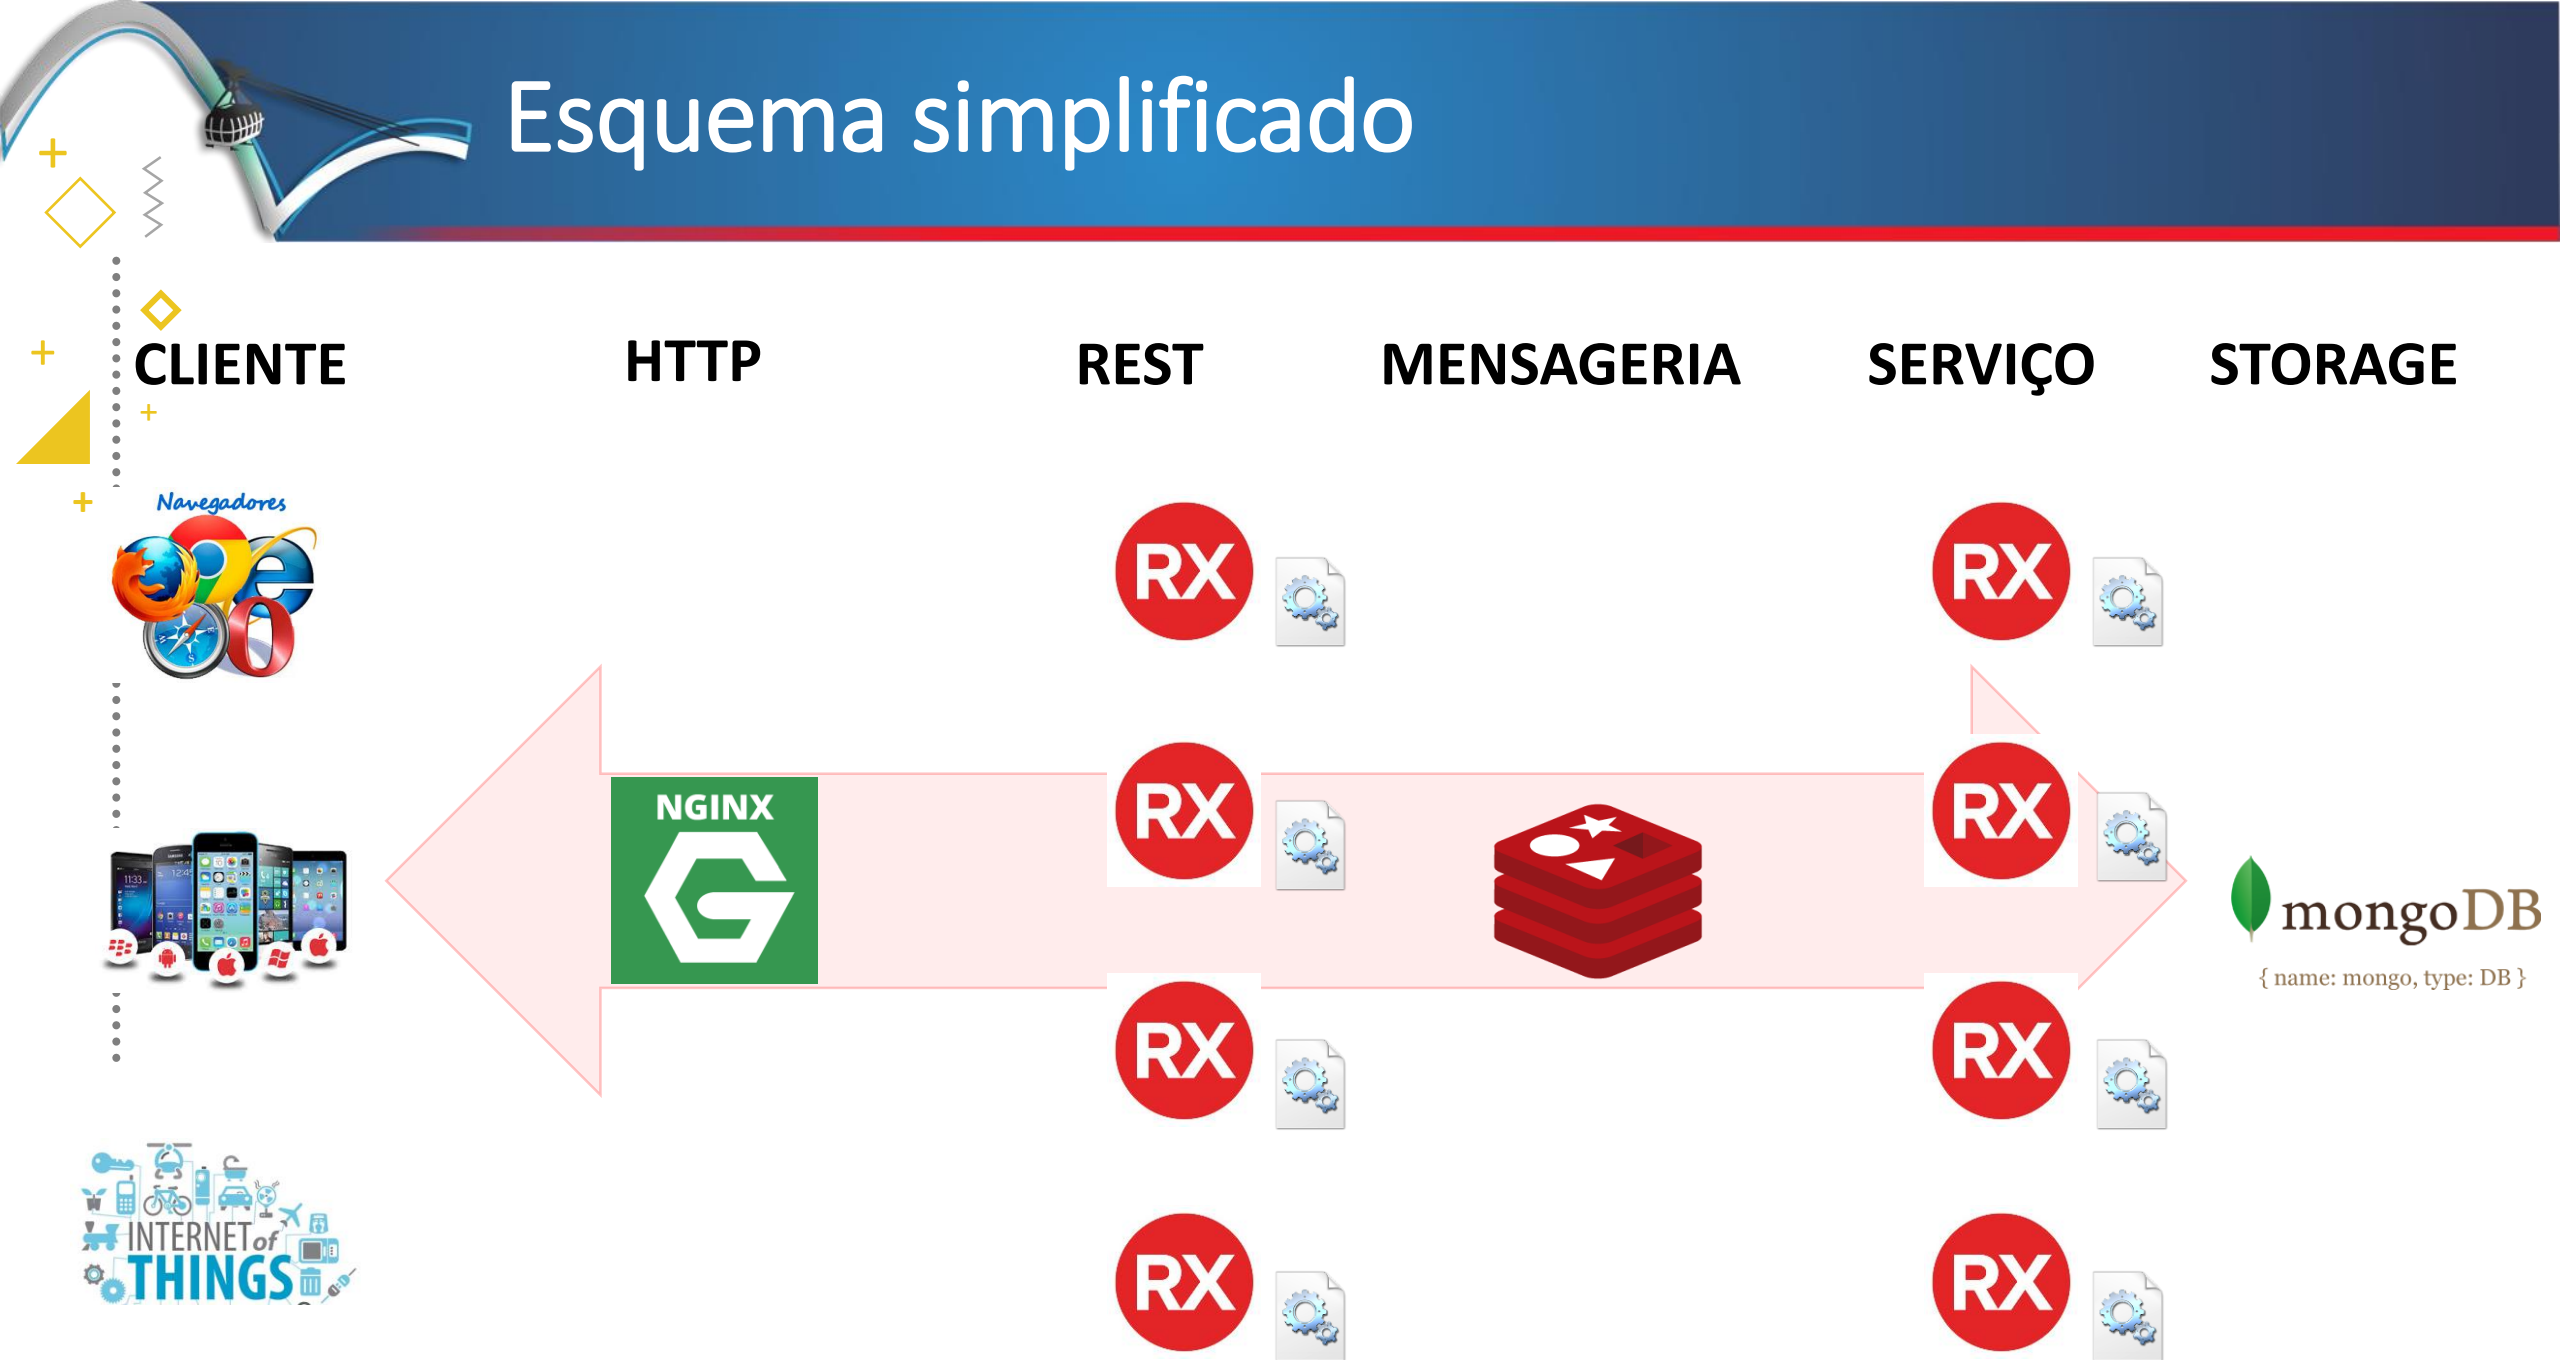 Esquema simplificado
CLIENTE
HTTP
REST
MENSAGERIA
SERVIÇO
STORAGE
Navegadores
RX
RX
NGINX
RX
RX
mongoDB
{ name: mongo, type: DB }
RX
RX
INTERNET of
THINGS
RX
RX